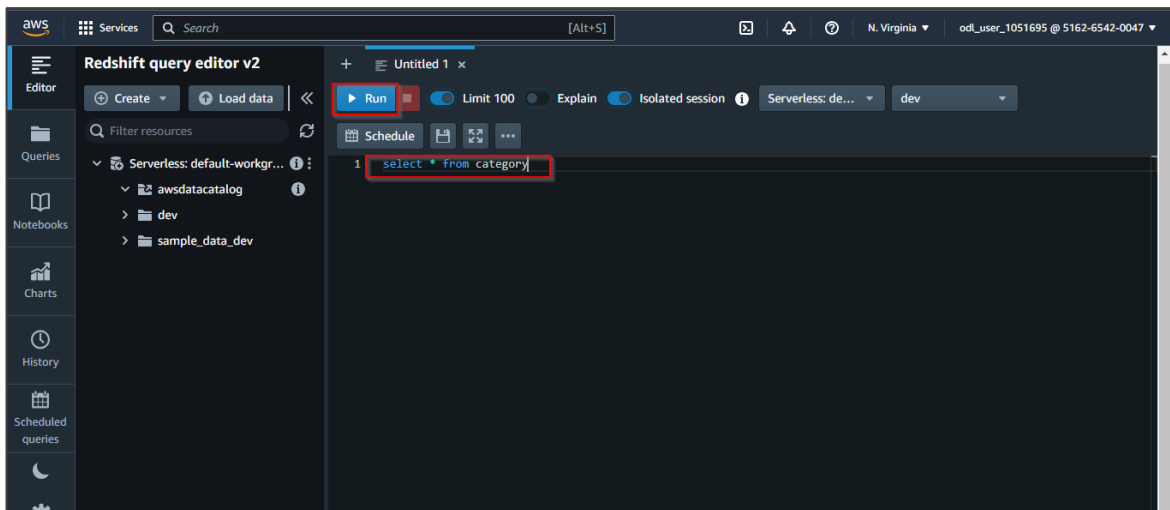 aws Services Search [Alt+S] N. Virginia odl_user_1051695 @ 5162-6542-0047
Editor
Queries
Notebooks
Charts
History
Scheduled
queries
Redshift query editor v2
Create Load data
Filter resources
Serverless: default-workgr...
awsdatacatalog
dev
sample_data_dev
+ Untitled 1 ×
Run Limit 100 Explain Isolated session Serverless: de... dev
Schedule ...
1 select * from category